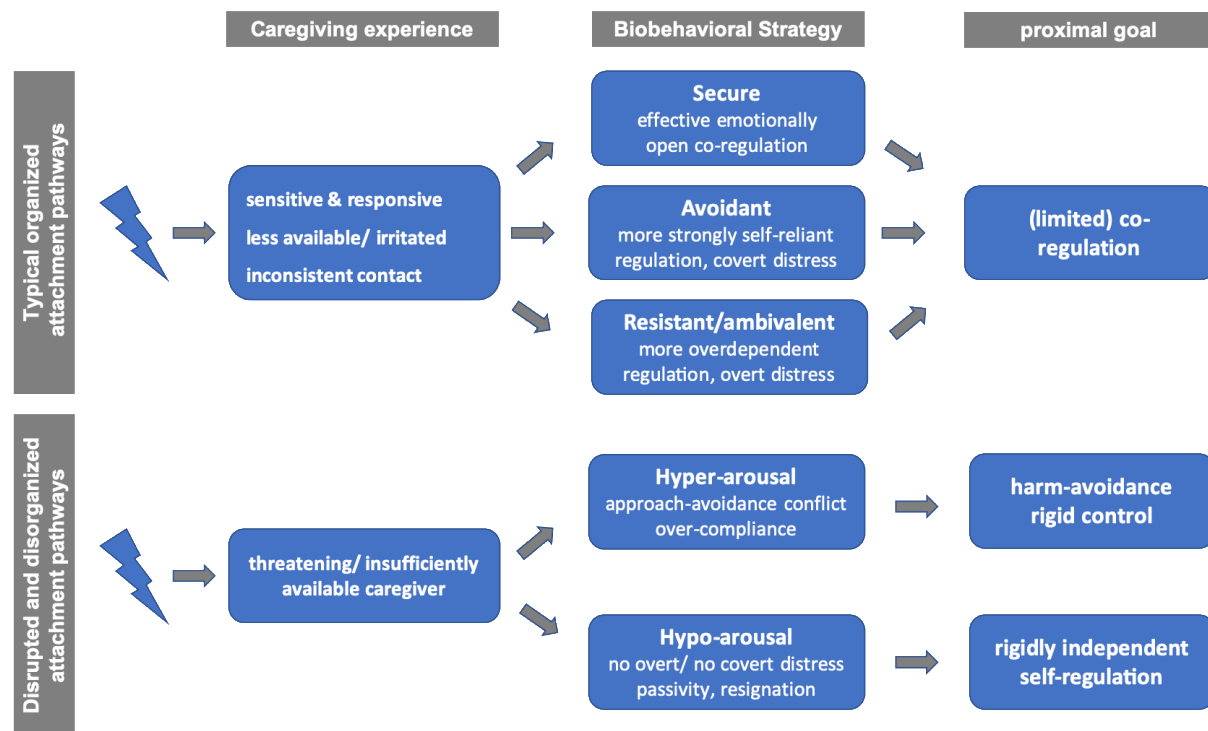 Caregiving experience
Biobehavioral Strategy
proximal goal
Typical organized
attachment pathways
sensitive & responsive
less available/ irritated
inconsistent contact
Secure
effective emotionally
open co-regulation
Avoidant
more strongly self-reliant
regulation, covert distress
Resistant/ambivalent
more overdependent
regulation, overt distress
(limited) co-
regulation
Disrupted and disorganized
attachment pathways
threatening/ insufficiently
available caregiver
Hyper-arousal
approach-avoidance conflict
over-compliance
harm-avoidance
rigid control
Hypo-arousal
no overt/ no covert distress
passivity, resignation
rigidly independent
self-regulation